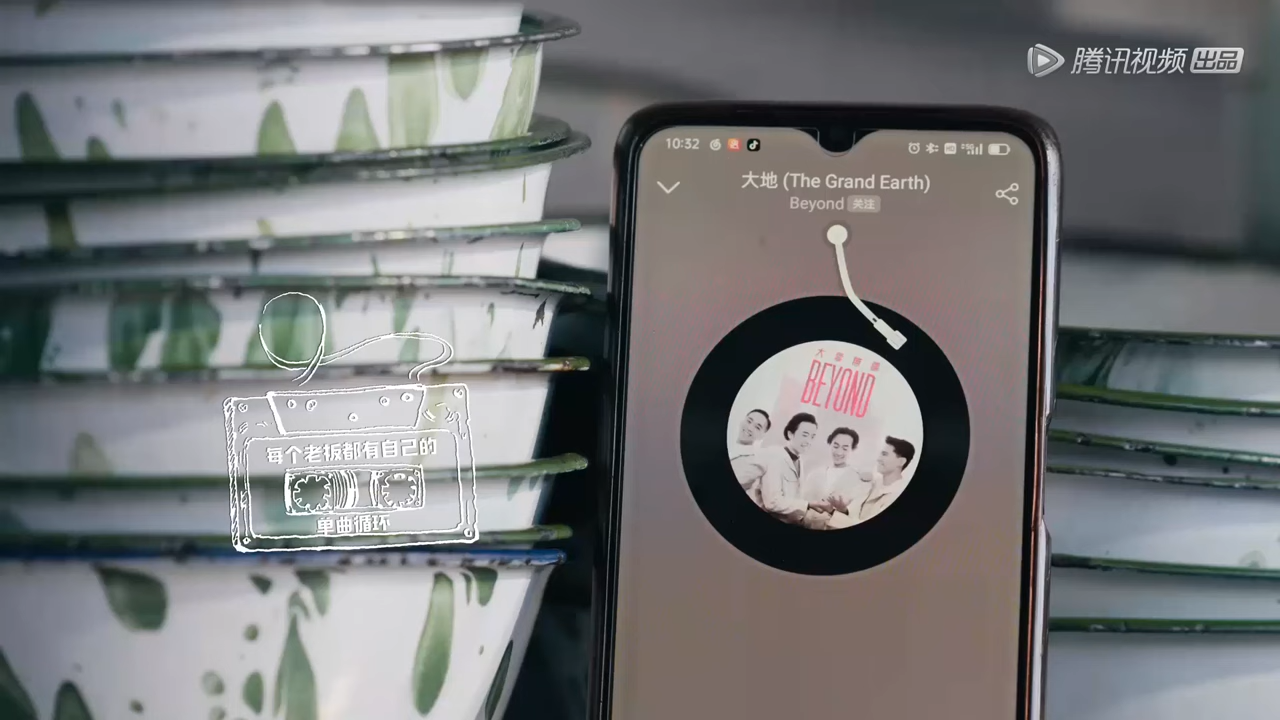 腾讯视频 出品
10:32
大地 (The Grand Earth)
Beyond 关注
BEYOND
每个老板都有自己的
单曲循环